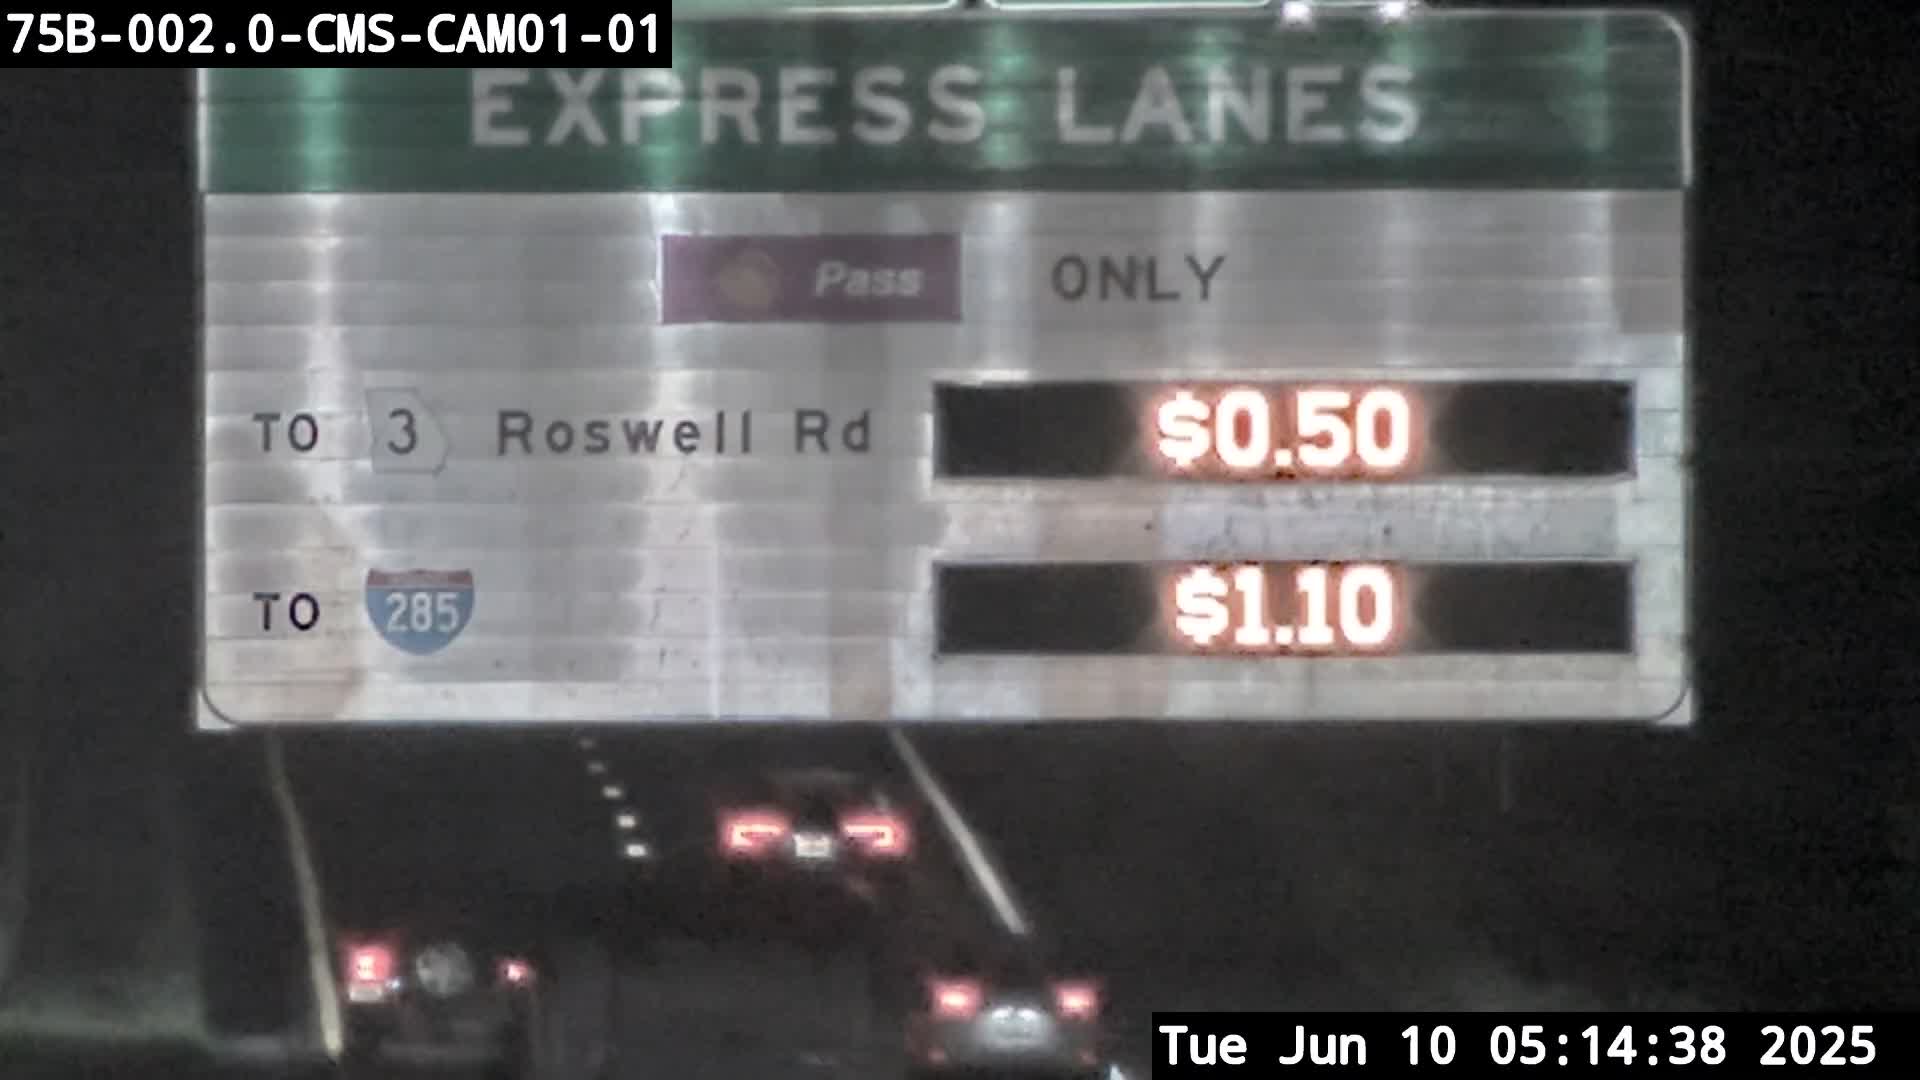 75B-002.0-CMS-CAM01-01
EXPRESS LANES
Pass ONLY
TO 3 Roswell Rd $0.50
TO 285 $1.10
Tue Jun 10 05:14:38 2025